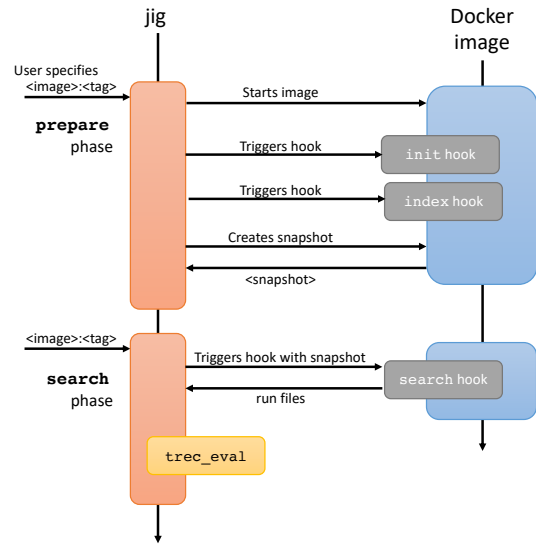 jig
Docker
image
User specifies
<image>:<tag>
Starts image
prepare
phase
Triggers hook
init hook
Triggers hook
index hook
Creates snapshot
<snapshot>
<image>:<tag>
Triggers hook with snapshot
search
phase
search hook
run files
trec_eval